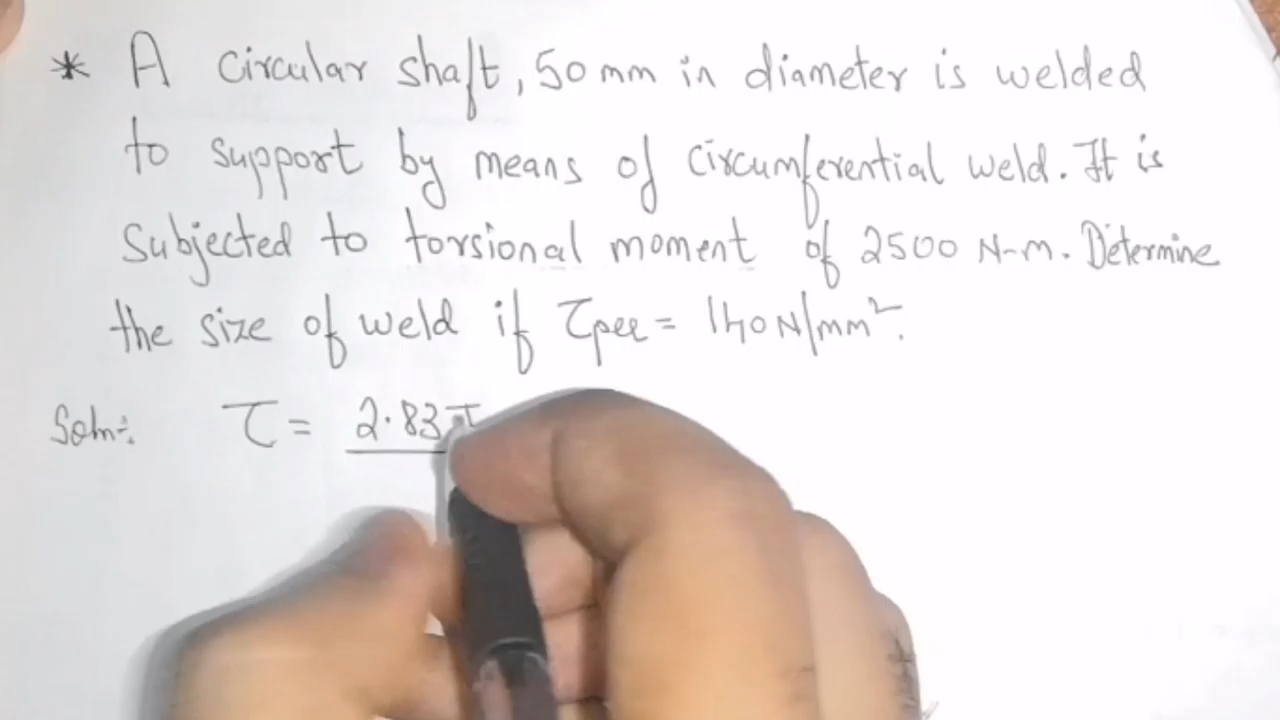 * A circular shaft, 50 mm in diameter is welded
to support by means of circumferential weld. It is
subjected to torsional moment of 2500 N-m. Determine
the size of weld if τper = 140 N/mm².
Soln:- τ = 2.83T